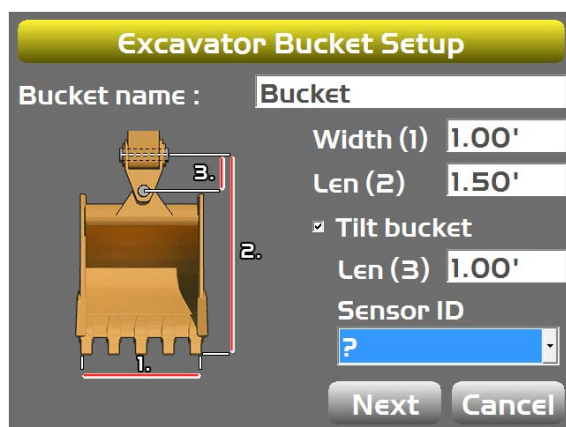 Excavator Bucket Setup
Bucket name : Bucket
Width (1) 1.00'
3.
Len (2) 1.50'
Tilt bucket
2.
Len (3) 1.00'
Sensor ID
?
1.
Next Cancel